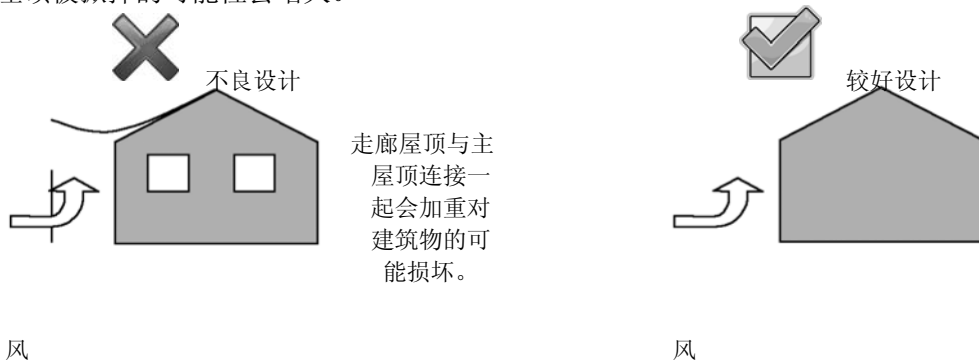 不良设计
较好设计
走廊屋顶与主
屋顶连接一
起会加重对
建筑物的可
能损坏。
风
风